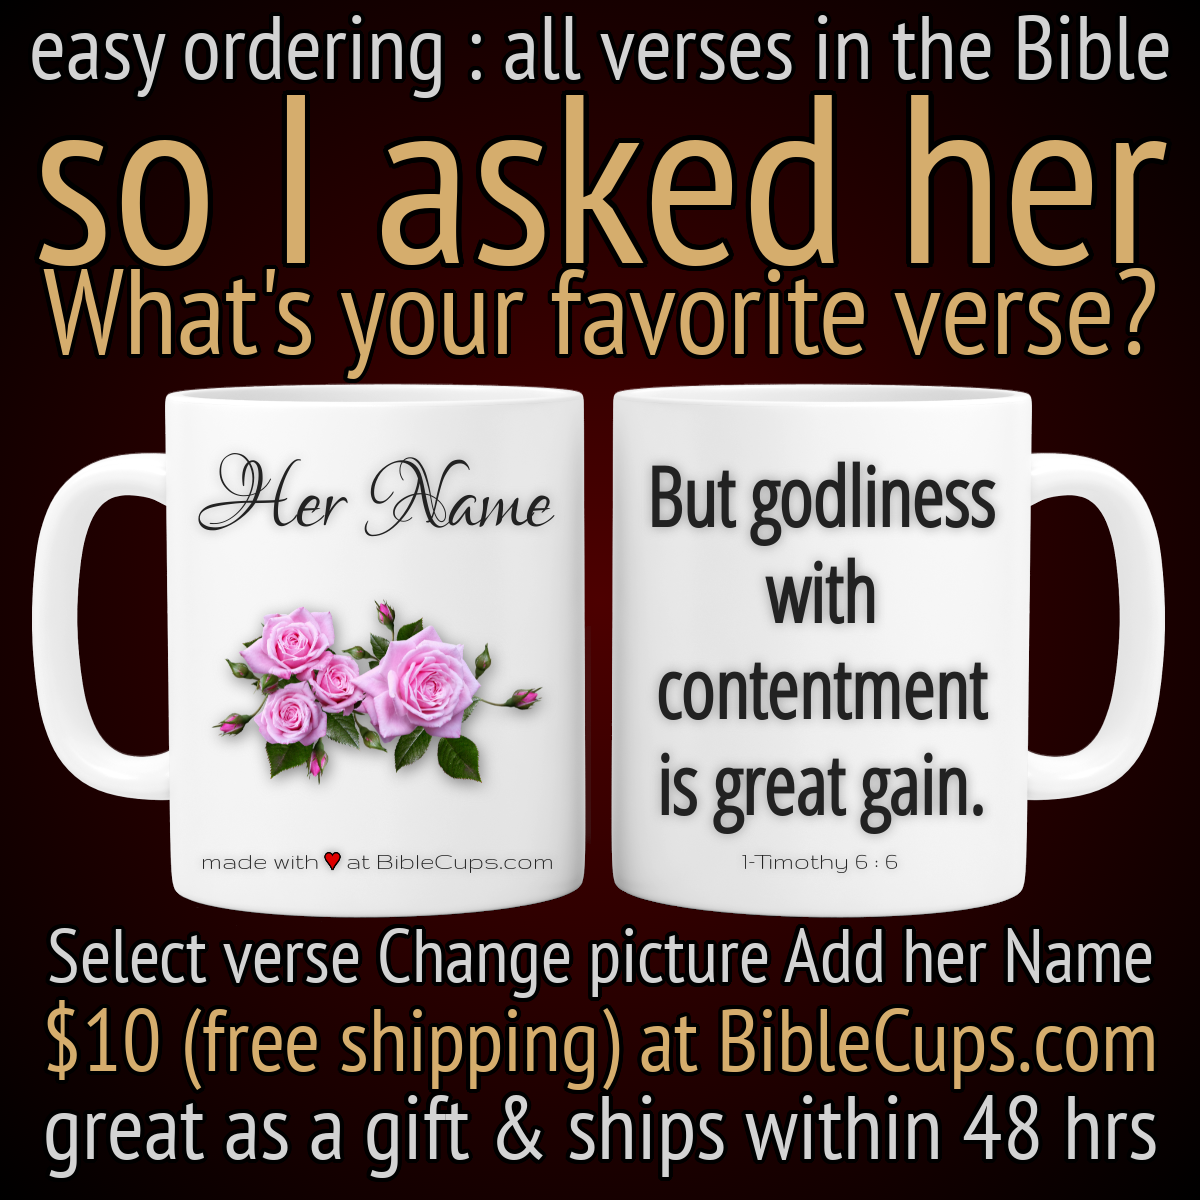 easy ordering : all verses in the Bible
so I asked her
What's your favorite verse?
Her Name
made with ♥ at BibleCups.com
But godliness
with
contentment
is great gain.
1-Timothy 6 : 6
Select verse Change picture Add her Name
$10 (free shipping) at BibleCups.com
great as a gift & ships within 48 hrs